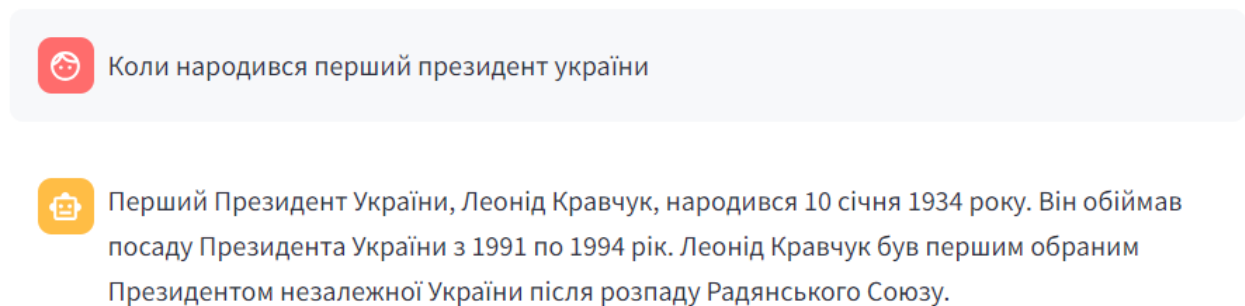 Коли народився перший президент україни
Перший Президент України, Леонід Кравчук, народився 10 січня 1934 року. Він обіймав
посаду Президента України з 1991 по 1994 рік. Леонід Кравчук був першим обраним
Президентом незалежної України після розпаду Радянського Союзу.